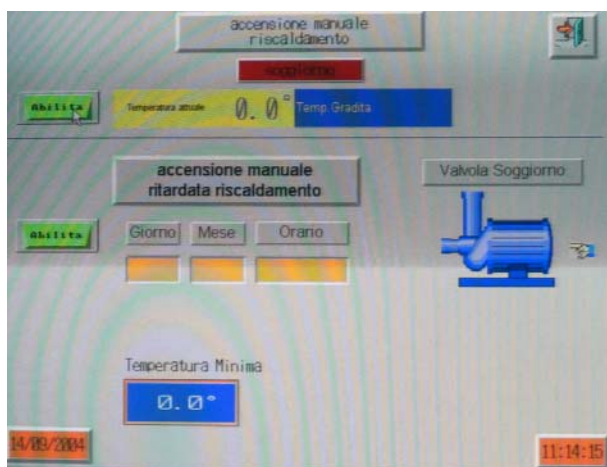 accensione manuale
riscaldamento
soggiorno
Abilita
Temperatura attuale 0.0° Temp. Gradita
accensione manuale
ritardata riscaldamento
Valvola Soggiorno
Abilita
Giorno Mese Orario
Temperatura Minima
0.0°
14/09/2004
11:14:15